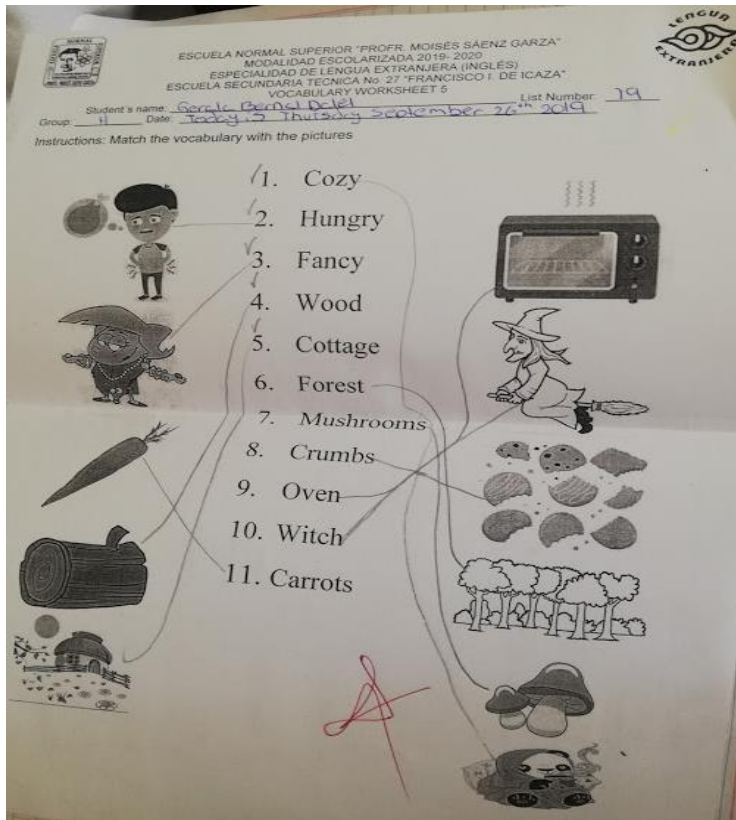 ESCUELA NORMAL SUPERIOR "PROFR. MOISÉS SÁENZ GARZA"
MODALIDAD ESCOLARIZADA 2019- 2020
ESPECIALIDAD DE LENGUA EXTRANJERA (INGLÉS)
ESCUELA SECUNDARIA TECNICA No. 27 "FRANCISCO I. DE ICAZA"
VOCABULARY WORKSHEET 5
LENGUA EXTRANJERA
Student's name: Bernal List Number: 19
Group: H Date: Today is Thursday September 26th 2019
Instructions: Match the vocabulary with the pictures
1. Cozy
2. Hungry
3. Fancy
4. Wood
5. Cottage
6. Forest
7. Mushrooms
8. Crumbs
9. Oven
10. Witch
11. Carrots
A